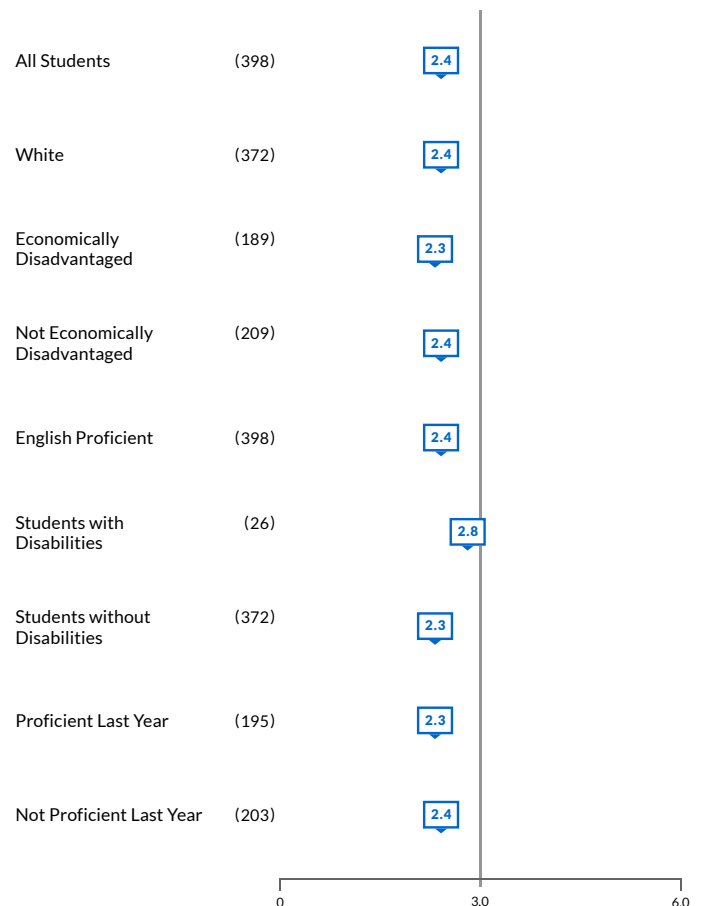 All Students (398) 2.4
White (372) 2.4
Economically (189) 2.3
Disadvantaged
Not Economically (209) 2.4
Disadvantaged
English Proficient (398) 2.4
Students with (26) 2.8
Disabilities
Students without (372) 2.3
Disabilities
Proficient Last Year (195) 2.3
Not Proficient Last Year (203) 2.4
0 3.0 6.0